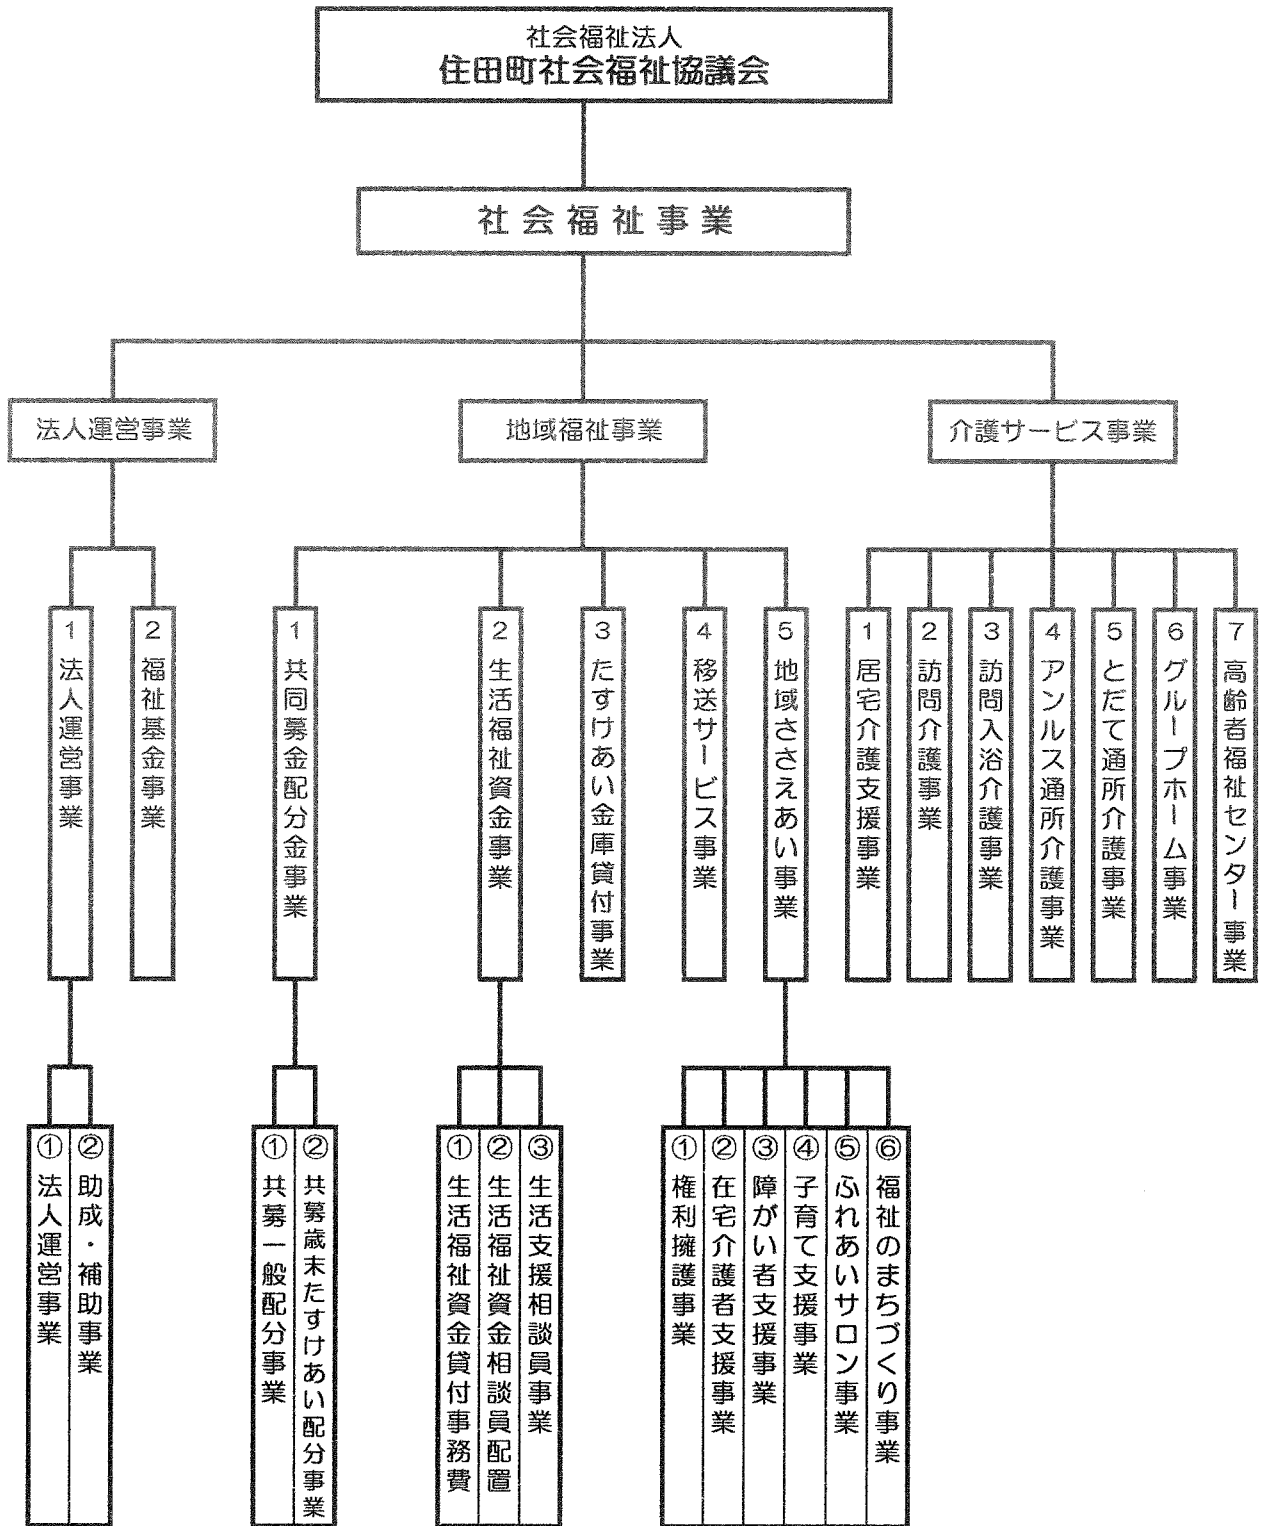 社会福祉法人
住田町社会福祉協議会
社会福祉事業
法人運営事業
地域福祉事業
介護サービス事業
1 法人運営事業
2 福祉基金事業
1 共同募金配分金事業
2 生活福祉資金事業
3 たすけあい金庫貸付事業
4 移送サービス事業
5 地域ささえあい事業
1 居宅介護支援事業
2 訪問介護事業
3 訪問入浴介護事業
4 アンルス通所介護事業
5 とだて通所介護事業
6 グループホーム事業
7 高齢者福祉センター事業
① 法人運営事業
② 助成・補助事業
① 共募一般配分事業
② 共募歳末たすけあい配分事業
① 生活福祉資金貸付事務費
② 生活福祉資金相談員配置
③ 生活支援相談員事業
① 権利擁護事業
② 在宅介護者支援事業
③ 障がい者支援事業
④ 子育て支援事業
⑤ ふれあいサロン事業
⑥ 福祉のまちづくり事業